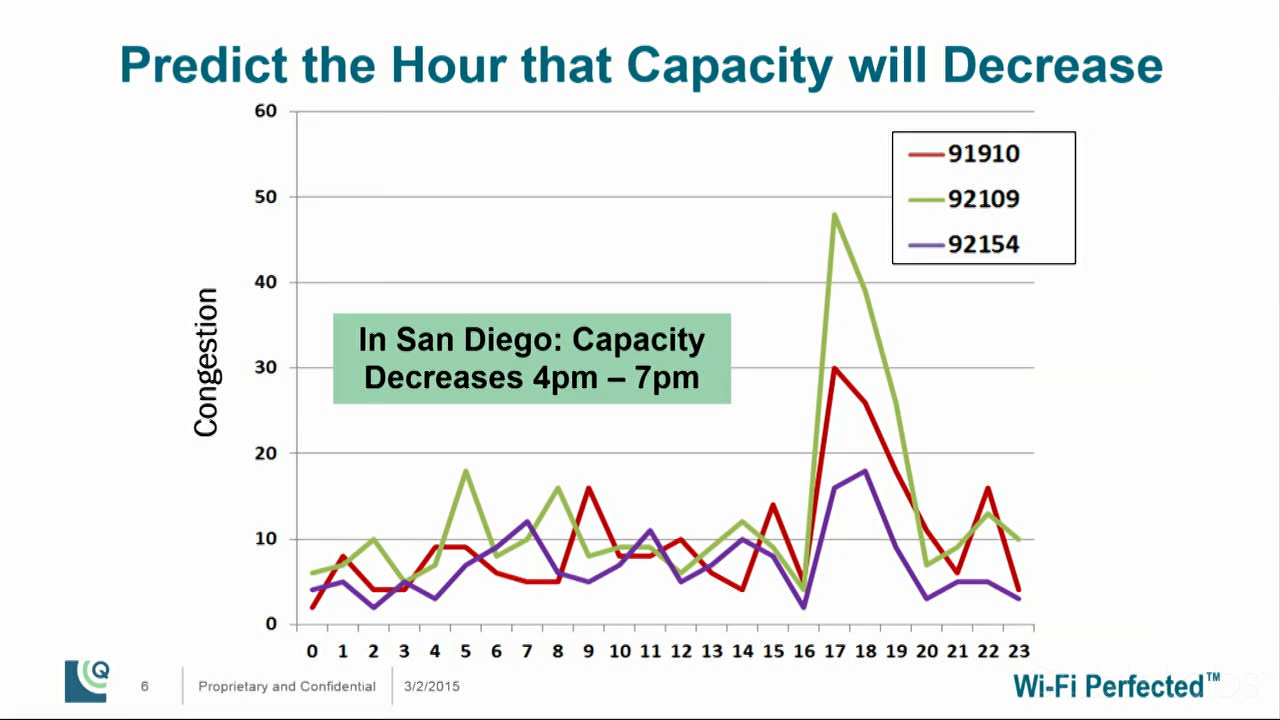 Predict the Hour that Capacity will Decrease
60
50
40
30
20
10
0
Congestion
91910
92109
92154
In San Diego: Capacity
Decreases 4pm – 7pm
0 1 2 3 4 5 6 7 8 9 10 11 12 13 14 15 16 17 18 19 20 21 22 23
Q
6
Proprietary and Confidential
3/2/2015
Wi-Fi Perfected™